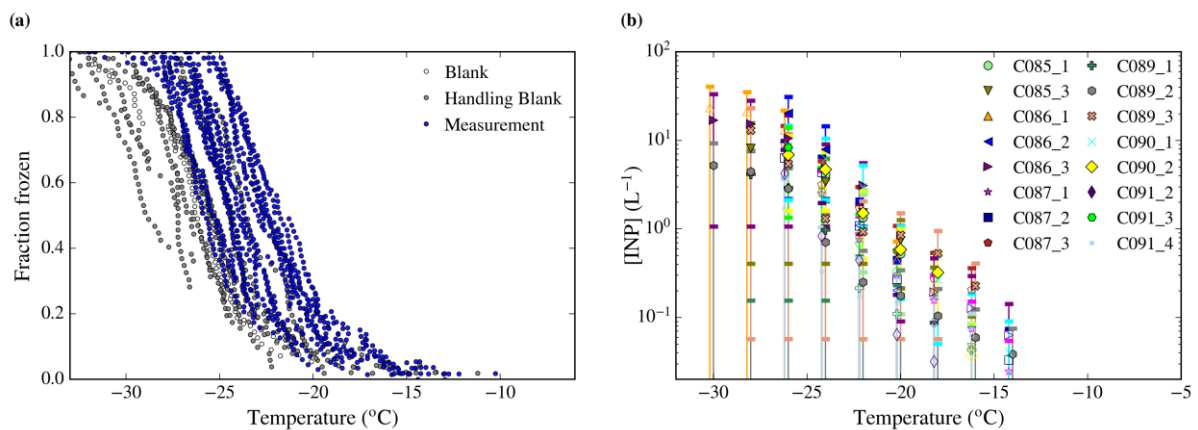 (a)
1.0
0.8
0.6
0.4
0.2
0.0
Fraction frozen
−30
−25
−20
−15
−10
Temperature (°C)
Blank
Handling Blank
Measurement
(b)
10²
10¹
10⁰
10⁻¹
[INP] (L⁻¹)
−30
−25
−20
−15
−10
−5
Temperature (°C)
C085_1
C085_3
C086_1
C086_2
C086_3
C087_1
C087_2
C087_3
C089_1
C089_2
C089_3
C090_1
C090_2
C091_2
C091_3
C091_4